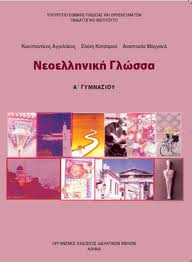 ΥΠΟΥΡΓΕΙΟ ΕΘΝΙΚΗΣ ΠΑΙΔΕΙΑΣ ΚΑΙ ΘΡΗΣΚΕΥΜΑΤΩΝ
ΠΑΙΔΑΓΩΓΙΚΟ ΙΝΣΤΙΤΟΥΤΟ
Κωνσταντίνος Αγγελάκος Ελένη Κατσαρού Αναστασία Μαγγανά
Νεοελληνική Γλώσσα
Α΄ ΓΥΜΝΑΣΙΟΥ
ΟΡΓΑΝΙΣΜΟΣ ΕΚΔΟΣΕΩΣ ΔΙΔΑΚΤΙΚΩΝ ΒΙΒΛΙΩΝ
ΑΘΗΝΑ